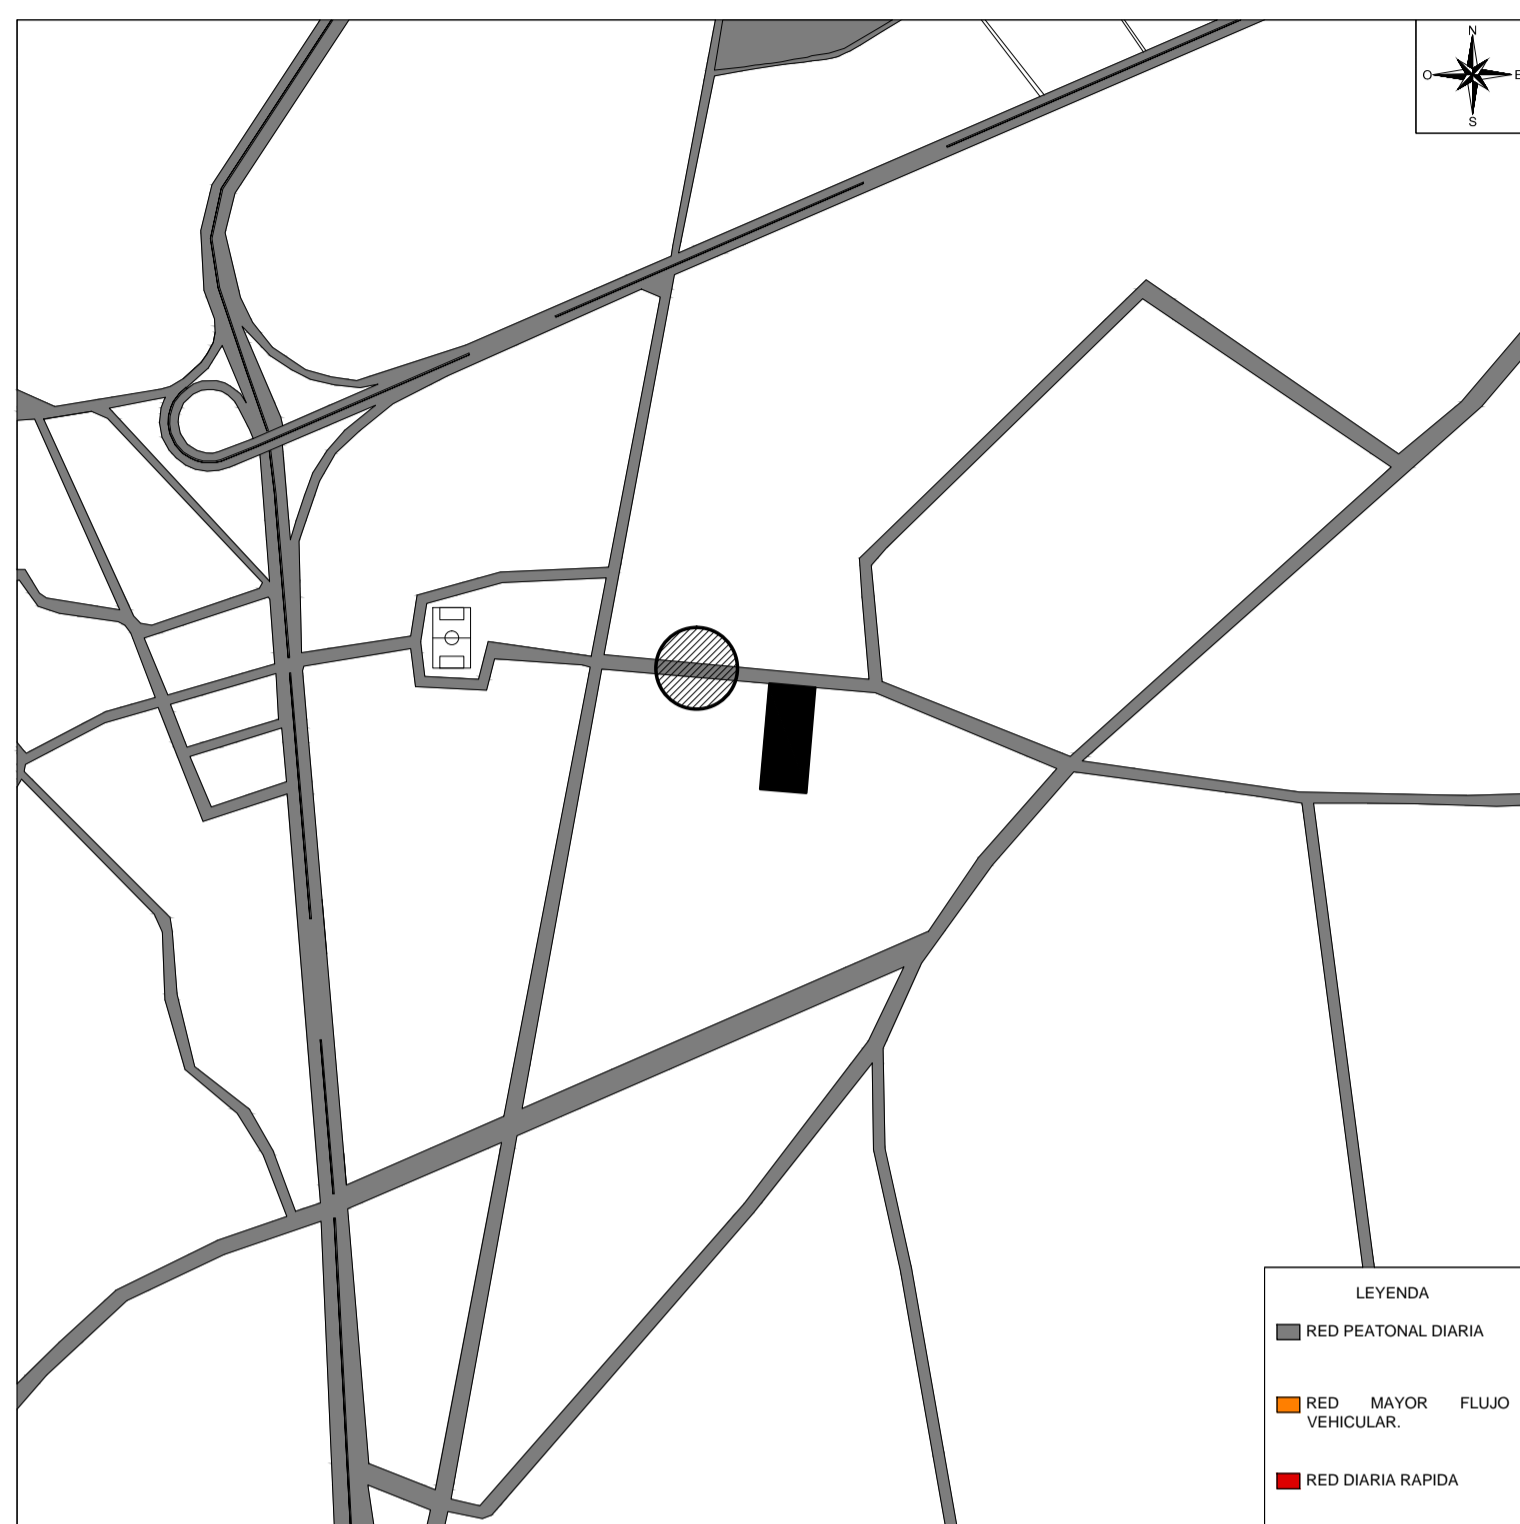 N
O E
S
LEYENDA
RED PEATONAL DIARIA
RED MAYOR FLUJO
VEHICULAR.
RED DIARIA RAPIDA